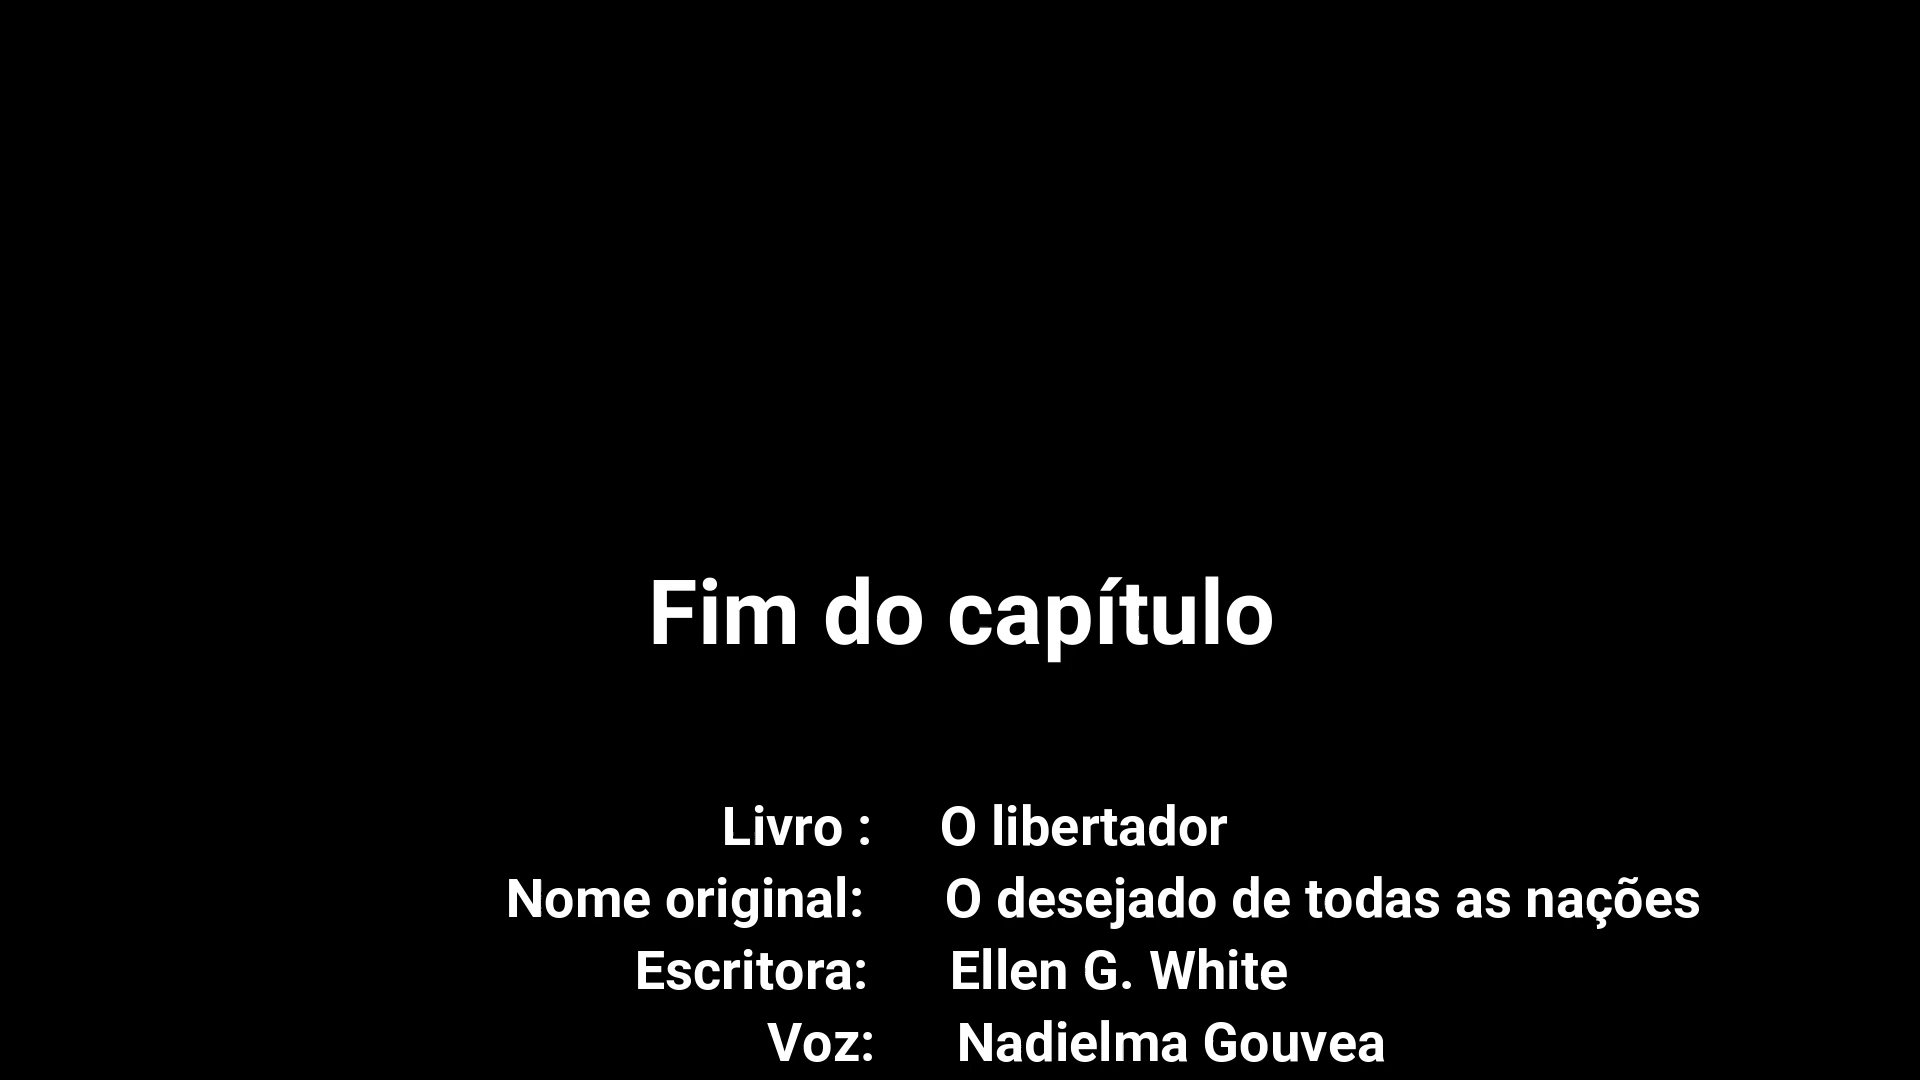 Fim do capítulo
Livro : O libertador
Nome original: O desejado de todas as nações
Escritora: Ellen G. White
Voz: Nadielma Gouvea